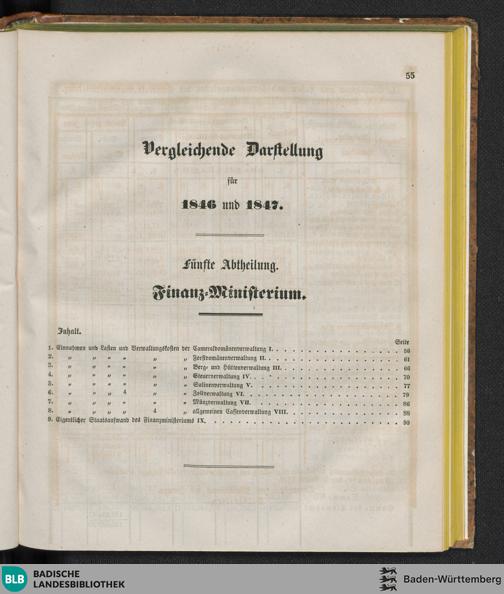 55
Vergleichende Darstellung
für
1846 und 1847.
Fünfte Abtheilung.
Finanz-Ministerium.
Inhalt.
Seite
1. Einnahmen und Lasten und Verwaltungskosten der Cameraldomänenverwaltung I. 56
2. „ „ „ „ „ „ Forstdomänenverwaltung II. 61
3. „ „ „ „ „ „ Berg- und Hüttenverwaltung III. 66
4. „ „ „ „ „ „ Steuerverwaltung IV. 70
5. „ „ „ „ „ „ Salinenverwaltung V. 77
6. „ „ „ „ „ „ Zollverwaltung VI. 79
7. „ „ „ „ „ „ Münzverwaltung VII. 86
8. „ „ „ „ „ „ allgemeinen Cassenverwaltung VIII. 88
9. Eigentlicher Staatsaufwand des Finanzministeriums IX. 90
BLB BADISCHE
LANDESBIBLIOTHEK
Baden-Württemberg